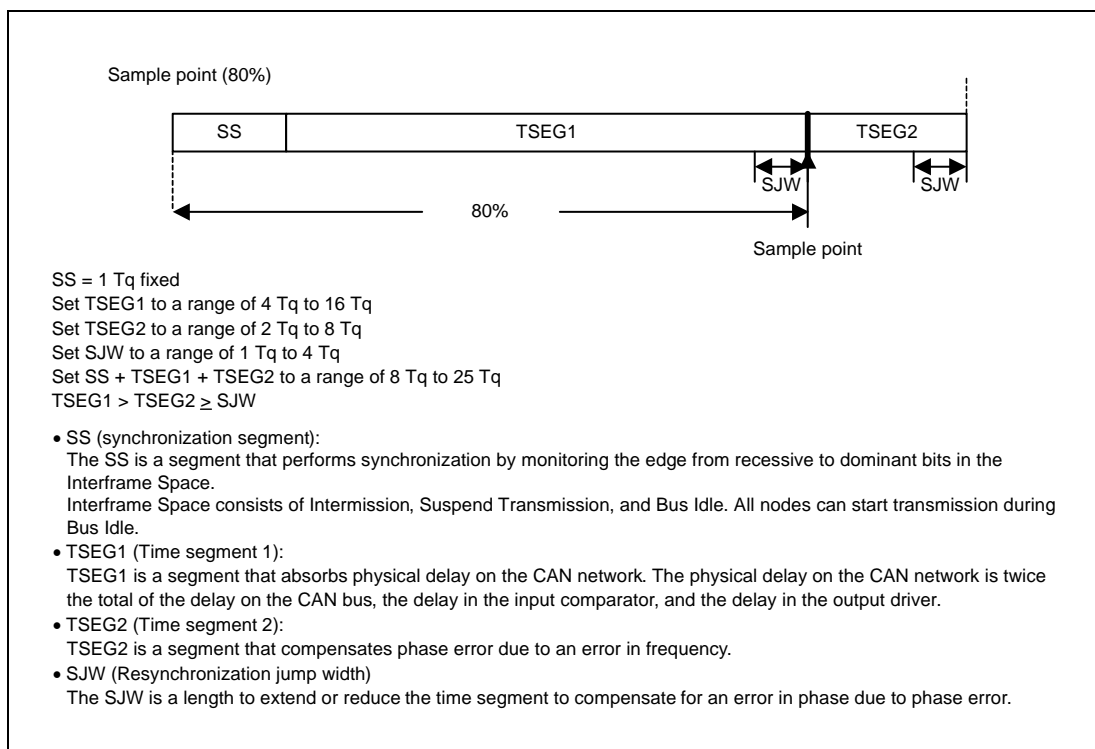 Sample point (80%)
SS TSEG1 TSEG2
SJW SJW
80%
Sample point
SS = 1 Tq fixed
Set TSEG1 to a range of 4 Tq to 16 Tq
Set TSEG2 to a range of 2 Tq to 8 Tq
Set SJW to a range of 1 Tq to 4 Tq
Set SS + TSEG1 + TSEG2 to a range of 8 Tq to 25 Tq
TSEG1 > TSEG2 ≥ SJW
• SS (synchronization segment):
The SS is a segment that performs synchronization by monitoring the edge from recessive to dominant bits in the
Interframe Space.
Interframe Space consists of Intermission, Suspend Transmission, and Bus Idle. All nodes can start transmission during
Bus Idle.
• TSEG1 (Time segment 1):
TSEG1 is a segment that absorbs physical delay on the CAN network. The physical delay on the CAN network is twice
the total of the delay on the CAN bus, the delay in the input comparator, and the delay in the output driver.
• TSEG2 (Time segment 2):
TSEG2 is a segment that compensates phase error due to an error in frequency.
• SJW (Resynchronization jump width)
The SJW is a length to extend or reduce the time segment to compensate for an error in phase due to phase error.